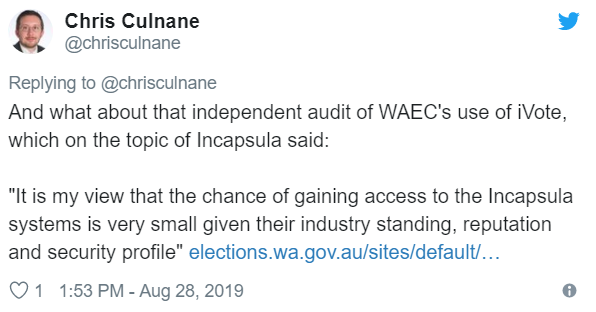 Chris Culnane
@chrisculnane
Replying to @chrisculnane
And what about that independent audit of WAEC's use of iVote,
which on the topic of Incapsula said:
"It is my view that the chance of gaining access to the Incapsula
systems is very small given their industry standing, reputation
and security profile" elections.wa.gov.au/sites/default/…
1 1:53 PM - Aug 28, 2019